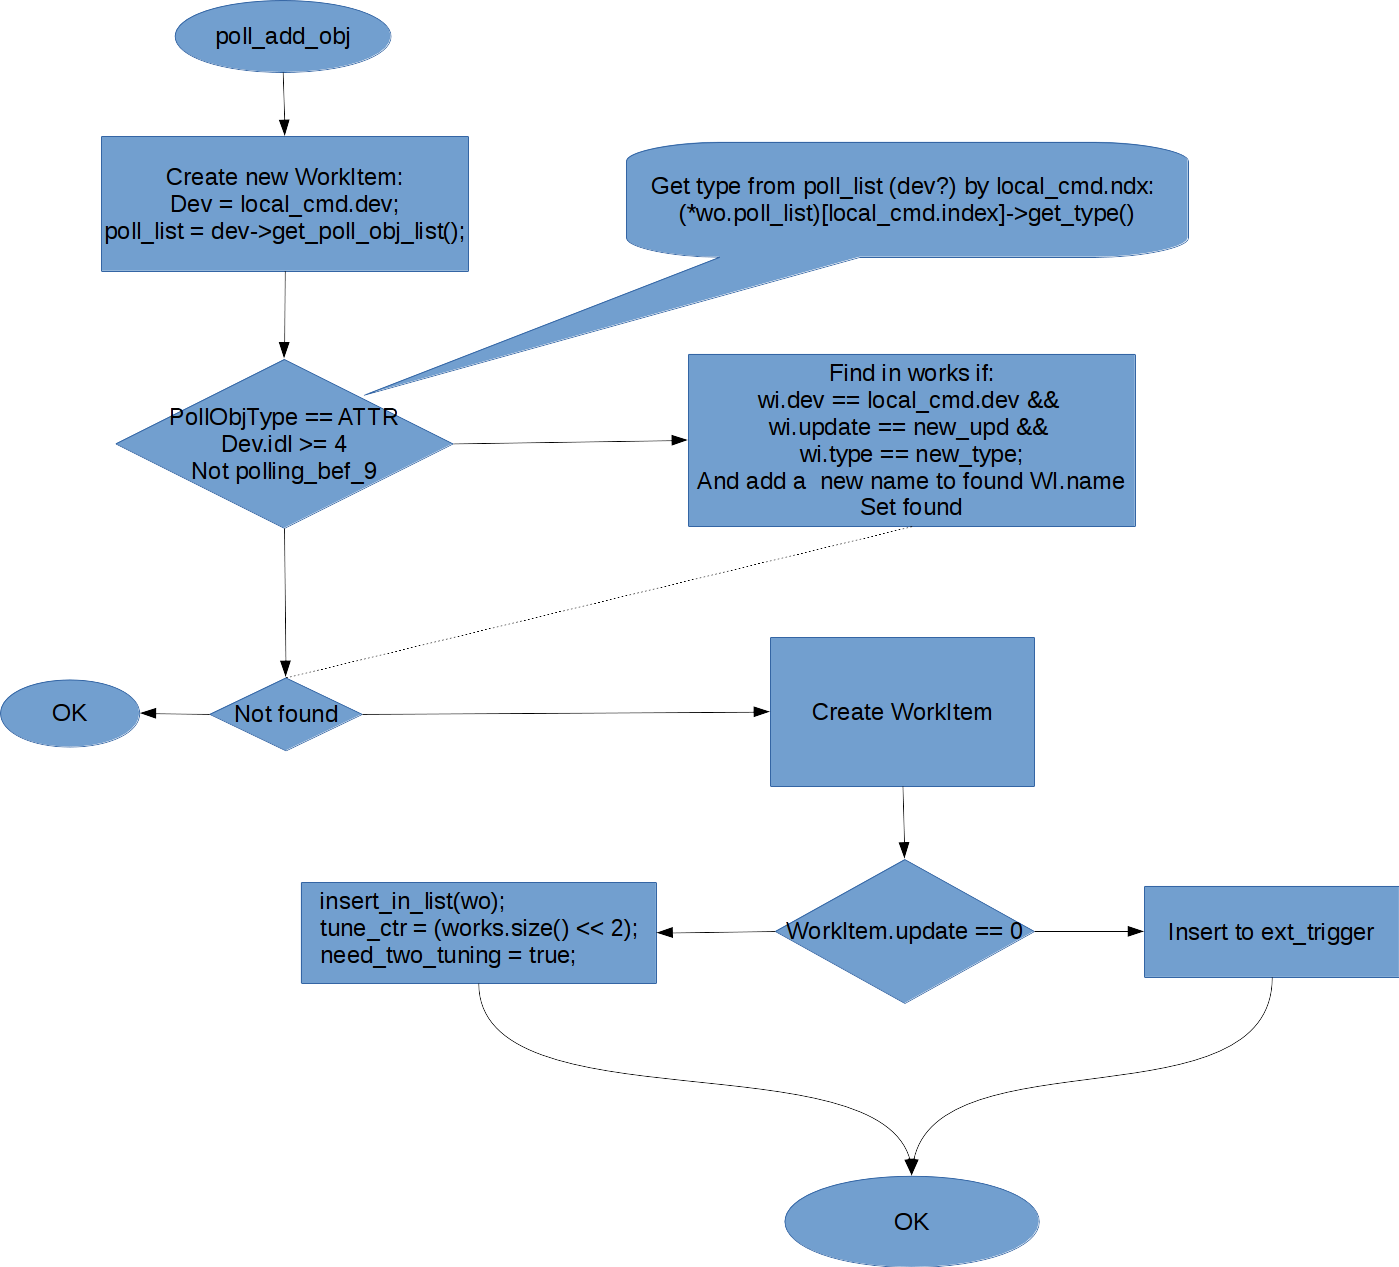 poll_add_obj
Create new WorkItem:
Dev = local_cmd.dev;
poll_list = dev->get_poll_obj_list();
Get type from poll_list (dev?) by local_cmd.ndx:
(*wo.poll_list)[local_cmd.index]->get_type()
PollObjType == ATTR
Dev.idl >= 4
Not polling_bef_9
Find in works if:
wi.dev == local_cmd.dev &&
wi.update == new_upd &&
wi.type == new_type;
And add a  new name to found WI.name
Set found
OK
Not found
Create WorkItem
insert_in_list(wo);
tune_ctr = (works.size() << 2);
need_two_tuning = true;
WorkItem.update == 0
Insert to ext_trigger
OK